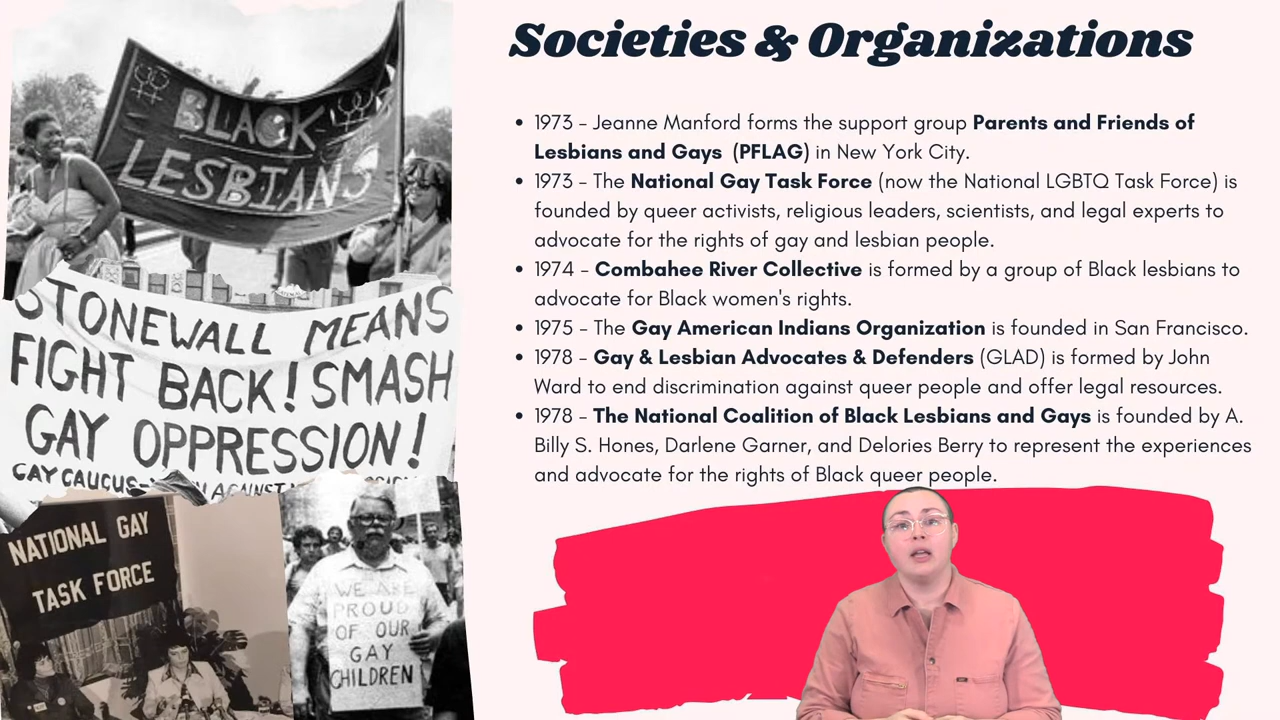 Societies & Organizations
1973 - Jeanne Manford forms the support group Parents and Friends of
Lesbians and Gays (PFLAG) in New York City.
1973 - The National Gay Task Force (now the National LGBTQ Task Force) is
founded by queer activists, religious leaders, scientists, and legal experts to
advocate for the rights of gay and lesbian people.
1974 - Combahee River Collective is formed by a group of Black lesbians to
advocate for Black women's rights.
1975 - The Gay American Indians Organization is founded in San Francisco.
1978 - Gay & Lesbian Advocates & Defenders (GLAD) is formed by John
Ward to end discrimination against queer people and offer legal resources.
1978 - The National Coalition of Black Lesbians and Gays is founded by A.
Billy S. Hones, Darlene Garner, and Delories Berry to represent the experiences
and advocate for the rights of Black queer people.
BLACK
LESBIANS
STONEWALL MEANS
FIGHT BACK! SMASH
GAY OPPRESSION!
GAY CAUCUS-
NATIONAL GAY
TASK FORCE
WE ARE
PROUD
OF OUR
GAY
CHILDREN